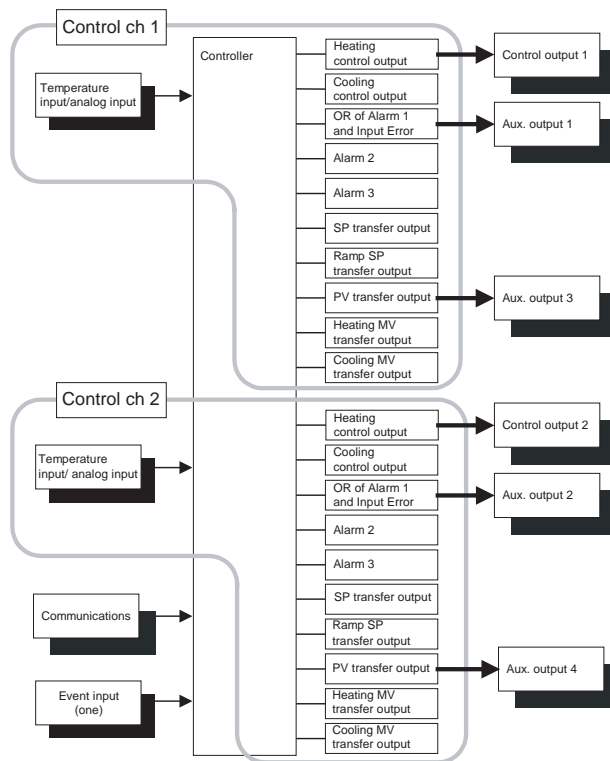 Control ch 1
Temperature
input/analog input
Controller
Heating
control output
Control output 1
Cooling
control output
OR of Alarm 1
and Input Error
Aux. output 1
Alarm 2
Alarm 3
SP transfer output
Ramp SP
transfer output
PV transfer output
Aux. output 3
Heating MV
transfer output
Cooling MV
transfer output
Control ch 2
Temperature
input/ analog input
Heating
control output
Control output 2
Cooling
control output
OR of Alarm 1
and Input Error
Aux. output 2
Alarm 2
Alarm 3
Communications
SP transfer output
Ramp SP
transfer output
PV transfer output
Aux. output 4
Event input
(one)
Heating MV
transfer output
Cooling MV
transfer output